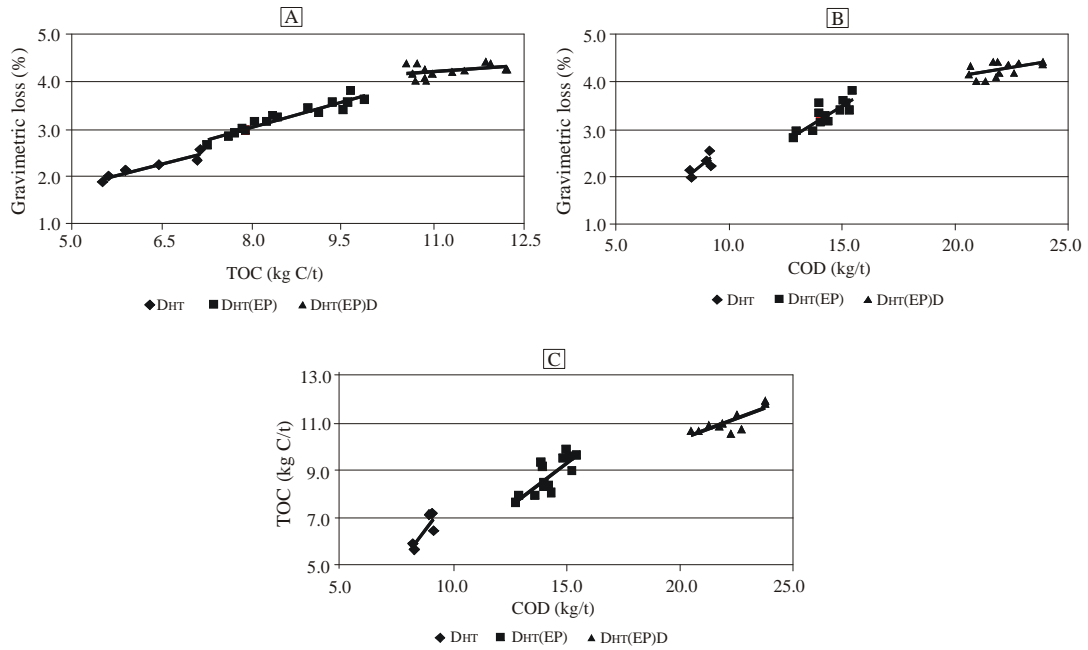 A
Gravimetric loss (%)
5.0
4.0
3.0
2.0
1.0
5.0 6.5 8.0 9.5 11.0 12.5
TOC (kg C/t)
DHT DHT(EP) DHT(EP)D
B
Gravimetric loss (%)
5.0
4.0
3.0
2.0
1.0
5.0 10.0 15.0 20.0 25.0
COD (kg/t)
DHT DHT(EP) DHT(EP)D
C
TOC (kg C/t)
13.0
11.0
9.0
7.0
5.0
5.0 10.0 15.0 20.0 25.0
COD (kg/t)
DHT DHT(EP) DHT(EP)D